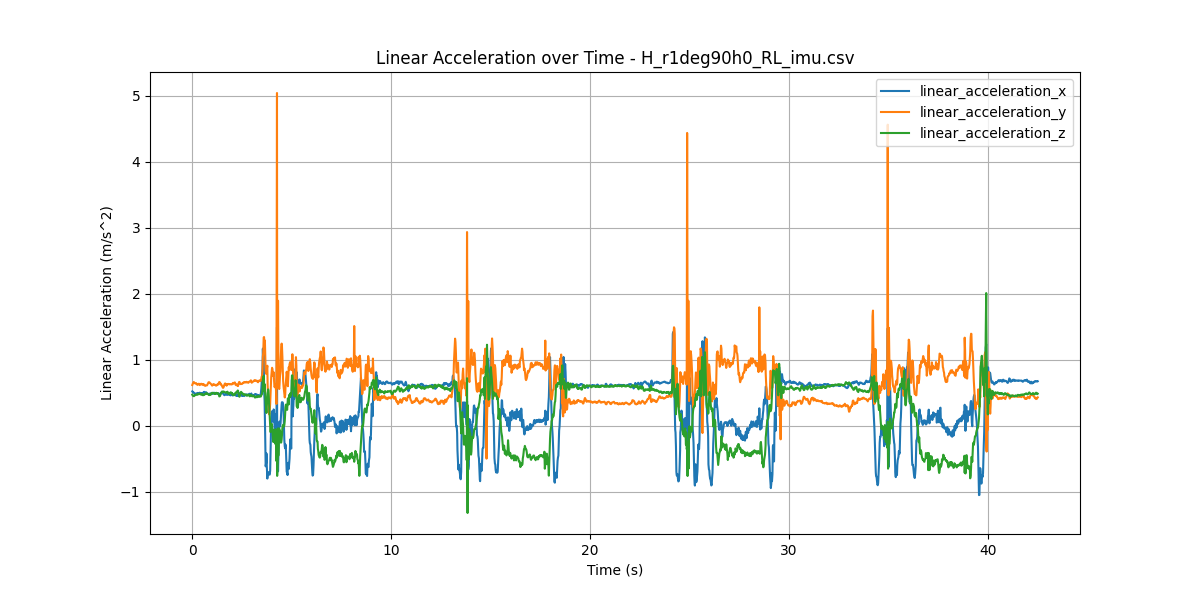 Linear Acceleration over Time - H_r1deg90h0_RL_imu.csv
linear_acceleration_x
linear_acceleration_y
linear_acceleration_z
Linear Acceleration (m/s^2)
5
4
3
2
1
0
−1
0 10 20 30 40
Time (s)